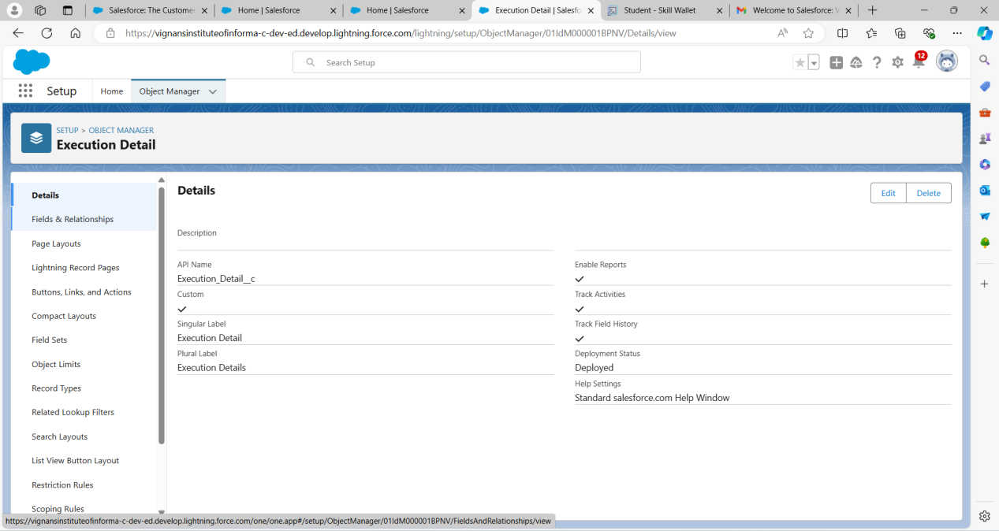 Salesforce: The Customer
Home | Salesforce
Home | Salesforce
Execution Detail | Salesfo
Student - Skill Wallet
Welcome to Salesforce: V
https://vignansinstituteofinforma-c-dev-ed.develop.lightning.force.com/lightning/setup/ObjectManager/01IdM000001BPNV/Details/view
Search Setup
12
Setup
Home
Object Manager
SETUP > OBJECT MANAGER
Execution Detail
Details
Fields & Relationships
Page Layouts
Lightning Record Pages
Buttons, Links, and Actions
Compact Layouts
Field Sets
Object Limits
Record Types
Related Lookup Filters
Search Layouts
List View Button Layout
Restriction Rules
Scoping Rules
Details
Edit
Delete
Description
API Name
Execution_Detail__c
Custom
Singular Label
Execution Detail
Plural Label
Execution Details
Enable Reports
Track Activities
Track Field History
Deployment Status
Deployed
Help Settings
Standard salesforce.com Help Window
https://vignansinstituteofinforma-c-dev-ed.develop.lightning.force.com/one/one.app#/setup/ObjectManager/01IdM000001BPNV/FieldsAndRelationships/view